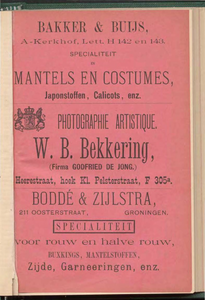 BAKKER & BUIJS,
A-Kerkhof, Lett. H 142 en 143.
SPECIALITEIT
IN
MANTELS EN COSTUMES,
Japonstoffen, Calicots, enz.
PHOTOGRAPHIE ARTISTIQUE.
W. B. Bekkering,
(Firma GODFRIED DE JONG.)
Heerestraat, hoek Kl. Pelsterstraat, F 305a.
BODDÉ & ZIJLSTRA,
211 OOSTERSTRAAT, GRONINGEN.
SPECIALITEIT
voor rouw en halve rouw,
BUKKINGS, MANTELSTOFFEN,
Zijde, Garneeringen, enz.